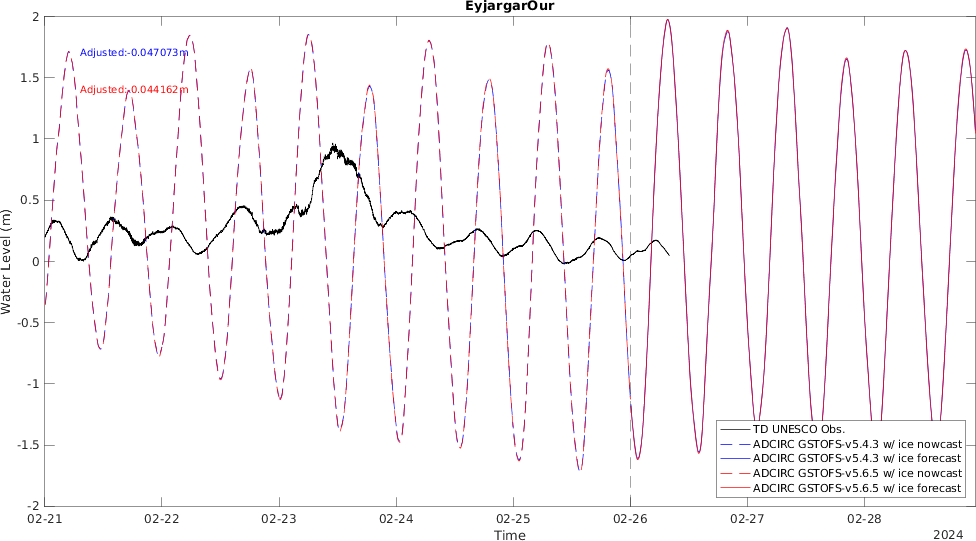 EyjargarOur
Adjusted:-0.047073m
Adjusted:-0.044162m
Water Level (m)
2
1.5
1
0.5
0
-0.5
-1
-1.5
-2
TD UNESCO Obs.
ADCIRC GSTOFS-v5.4.3 w/ ice nowcast
ADCIRC GSTOFS-v5.4.3 w/ ice forecast
ADCIRC GSTOFS-v5.6.5 w/ ice nowcast
ADCIRC GSTOFS-v5.6.5 w/ ice forecast
02-21 02-22 02-23 02-24 02-25 02-26 02-27 02-28
Time
2024